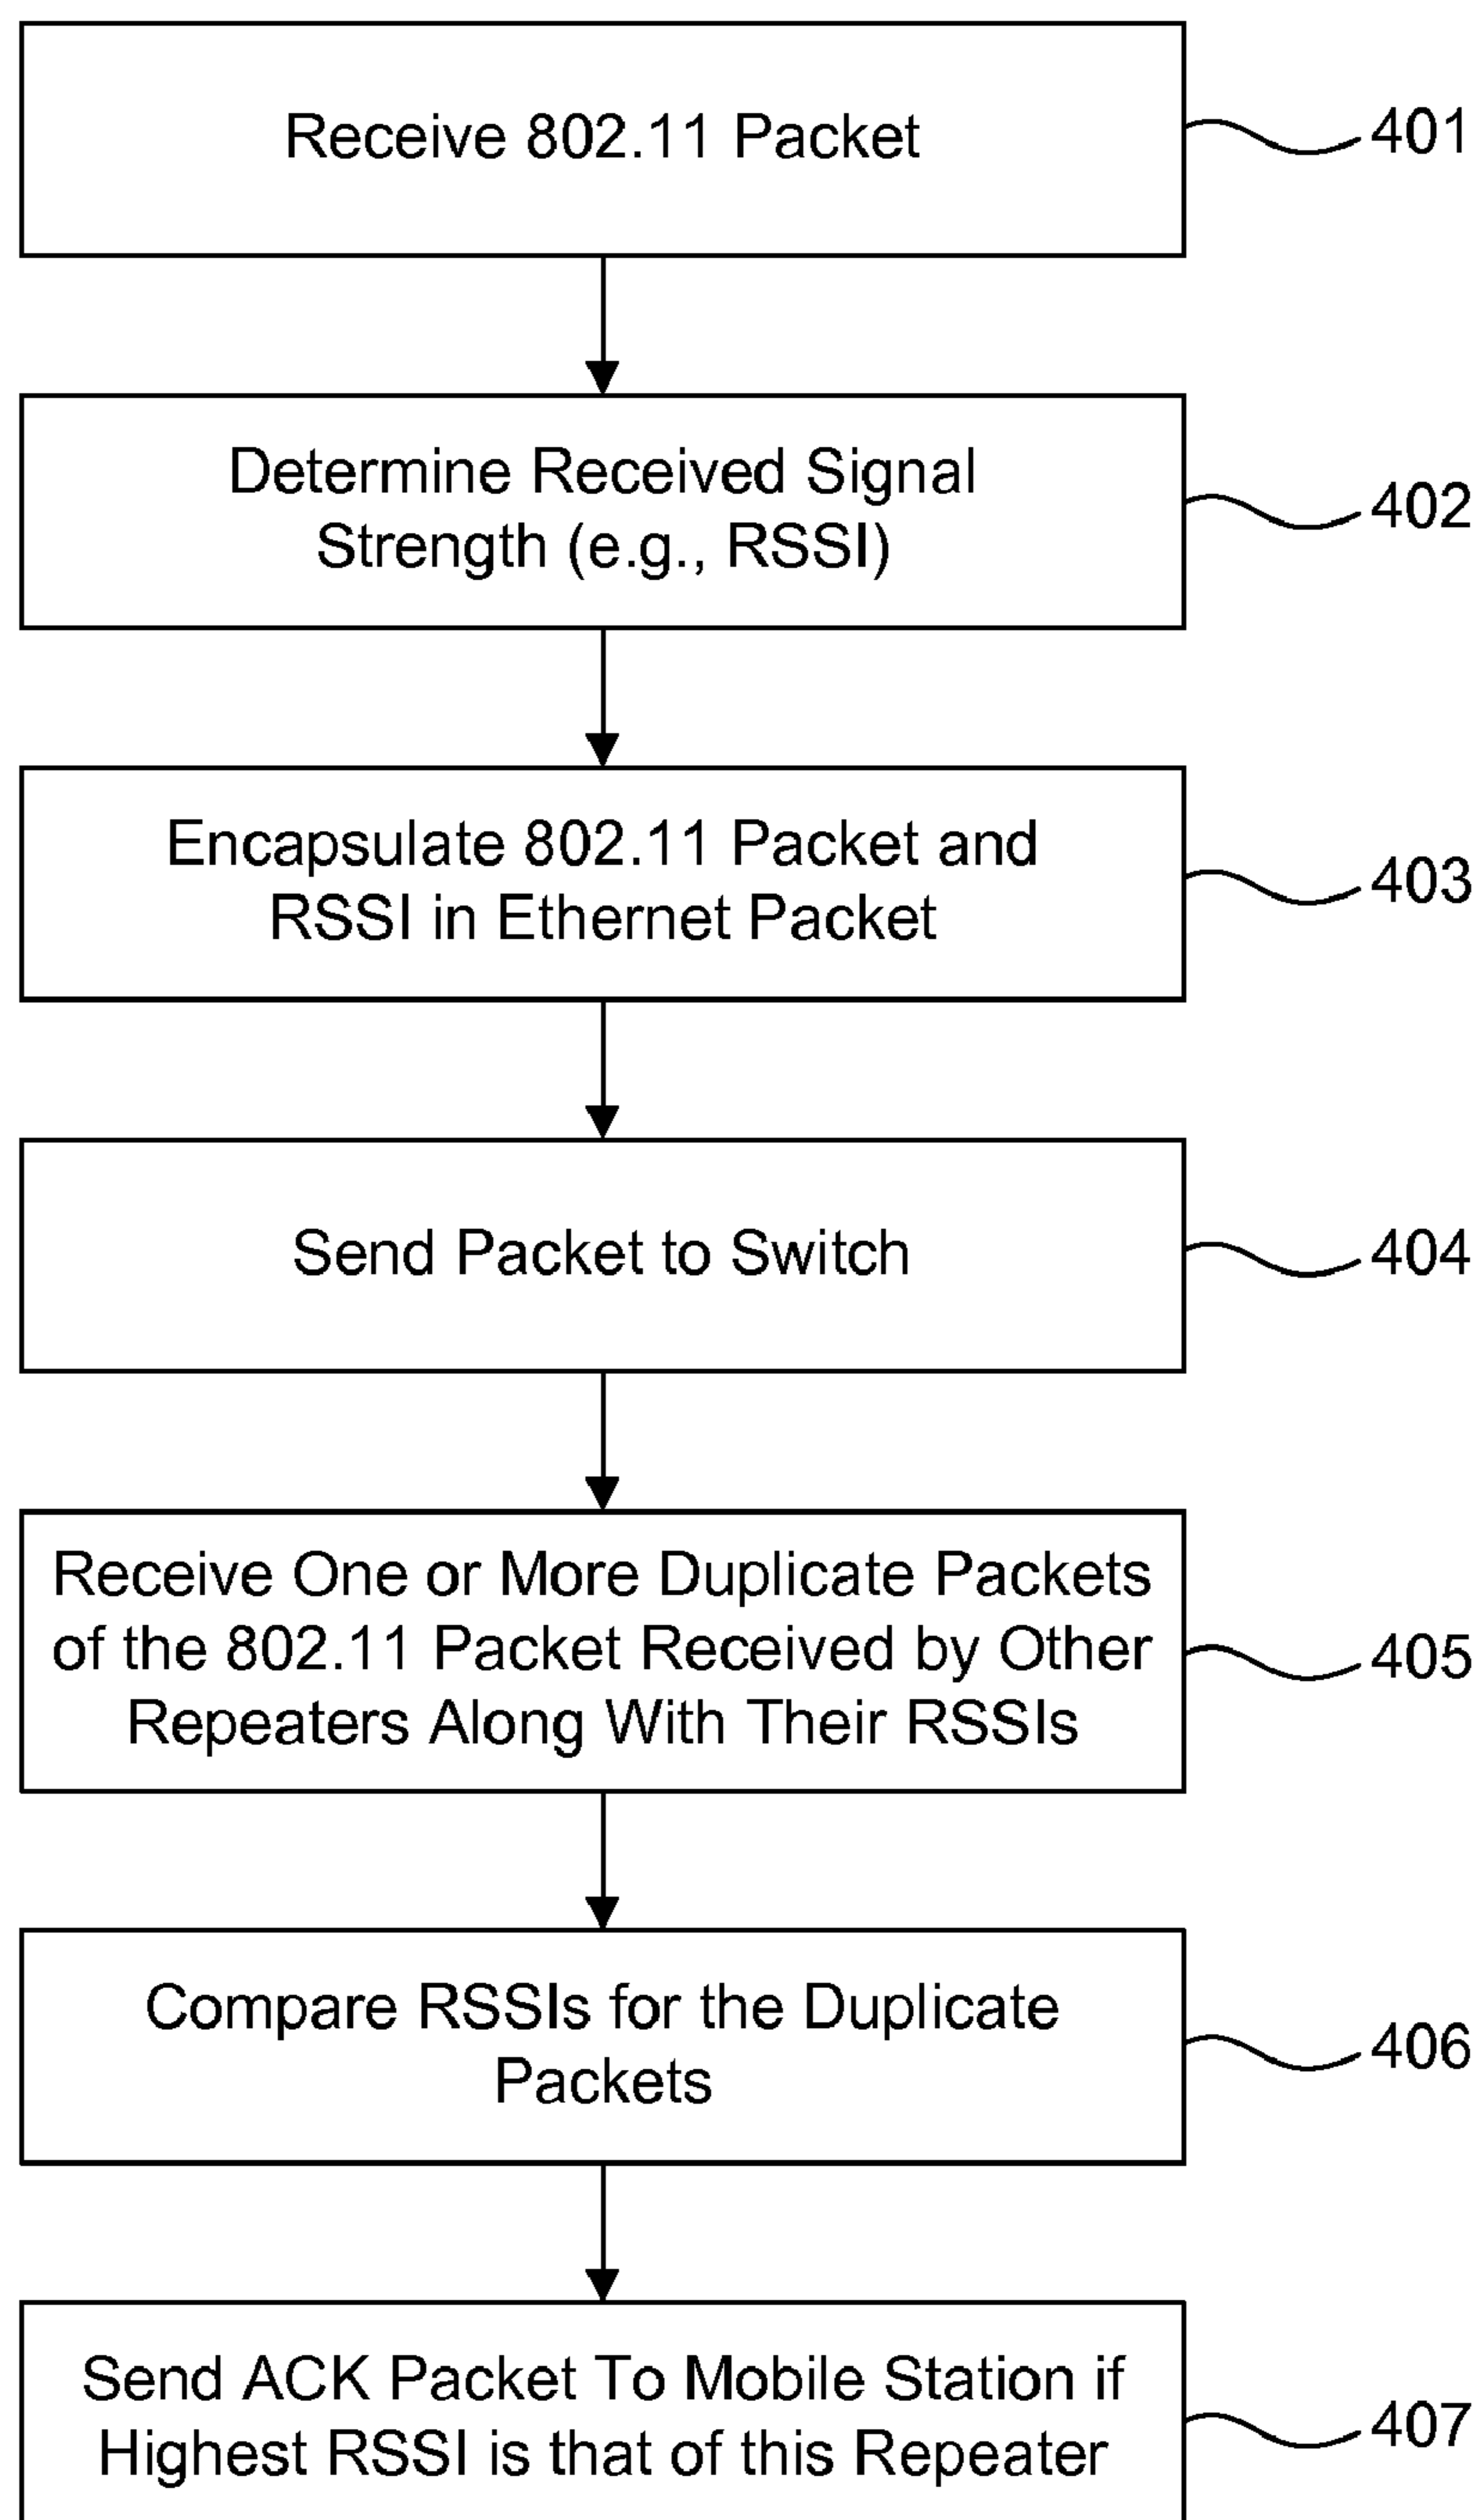 Receive 802.11 Packet
401
Determine Received Signal
Strength (e.g., RSSI)
402
Encapsulate 802.11 Packet and
RSSI in Ethernet Packet
403
Send Packet to Switch
404
Receive One or More Duplicate Packets
of the 802.11 Packet Received by Other
Repeaters Along With Their RSSIs
405
Compare RSSIs for the Duplicate
Packets
406
Send ACK Packet To Mobile Station if
Highest RSSI is that of this Repeater
407